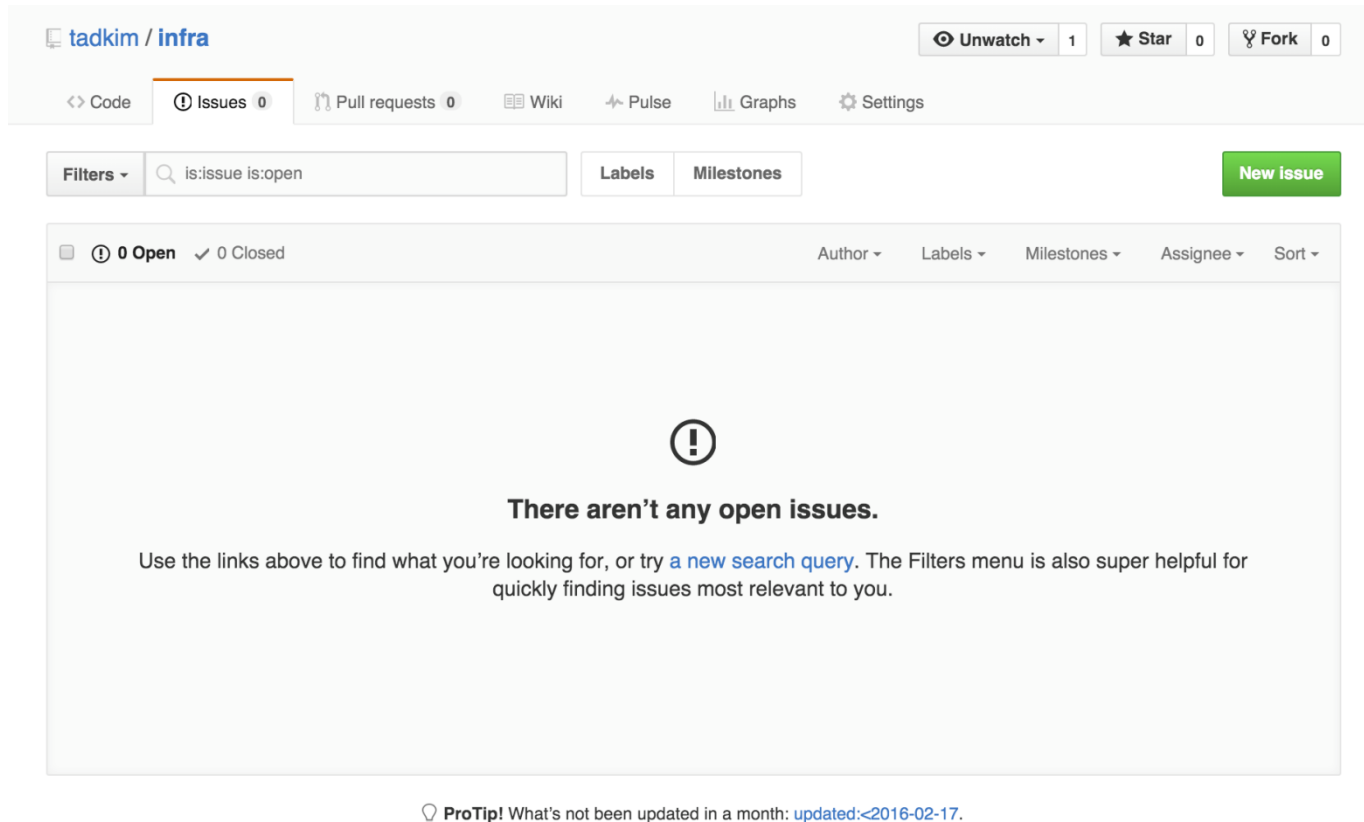 tadkim / infra
Unwatch 1 Star 0 Fork 0
<> Code Issues 0 Pull requests 0 Wiki Pulse Graphs Settings
Filters is:issue is:open Labels Milestones New issue
0 Open 0 Closed Author Labels Milestones Assignee Sort
There aren’t any open issues.
Use the links above to find what you’re looking for, or try a new search query. The Filters menu is also super helpful for
quickly finding issues most relevant to you.
ProTip! What’s not been updated in a month: updated:<2016-02-17.